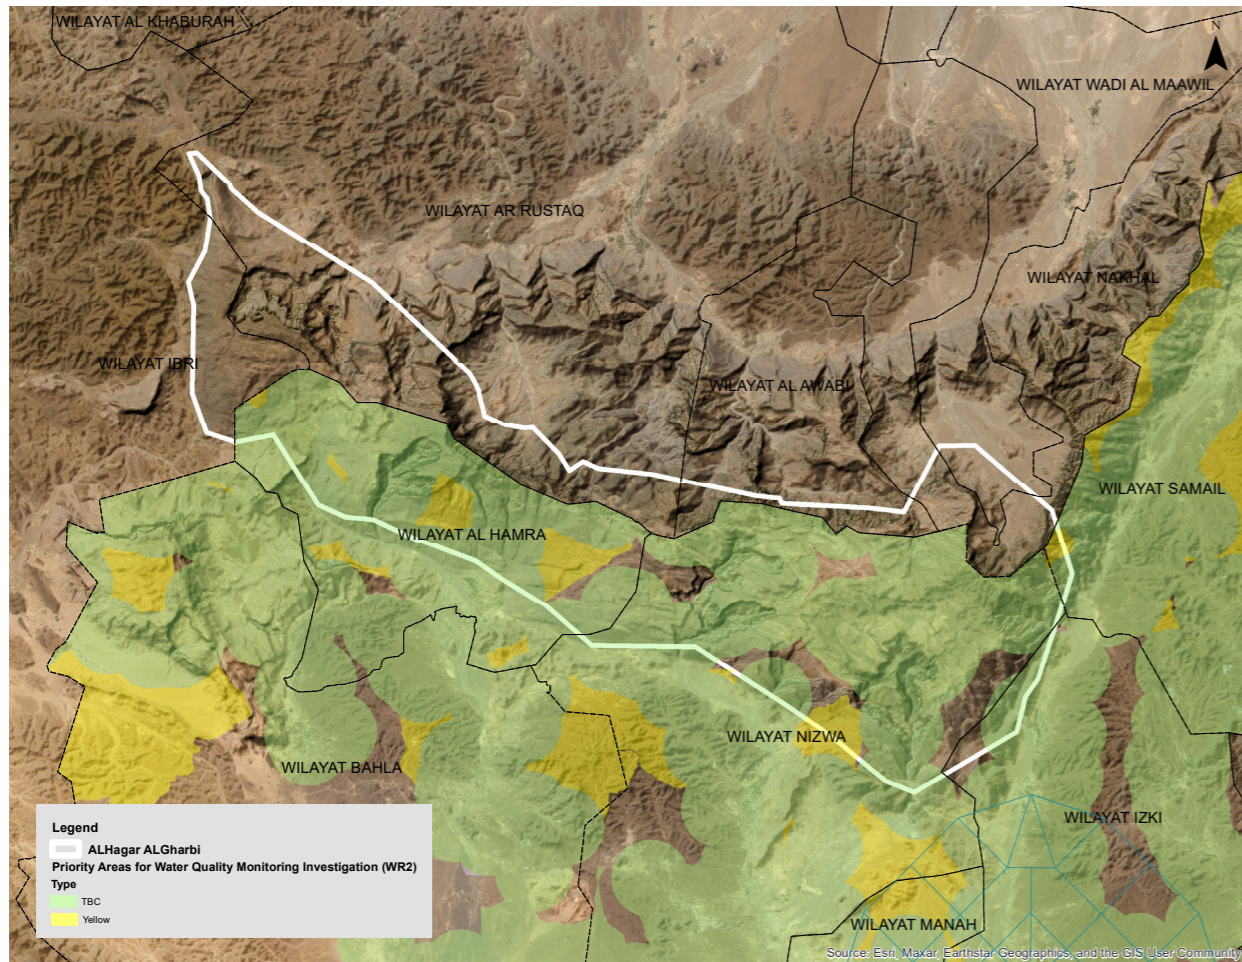 WILAYAT AL KHABURAH
N
WILAYAT WADI AL MAAWIL
WILAYAT AR RUSTAQ
WILAYAT NAKHAL
WILAYAT IBRI
WILAYAT AL AWABI
WILAYAT SAMAIL
WILAYAT AL HAMRA
WILAYAT NIZWA
WILAYAT BAHLA
WILAYAT IZKI
WILAYAT MANAH
Legend
ALHagar ALGharbi
Priority Areas for Water Quality Monitoring Investigation (WR2)
Type
TBC
Yellow
Source: Esri, Maxar, Earthstar Geographics, and the GIS User Community